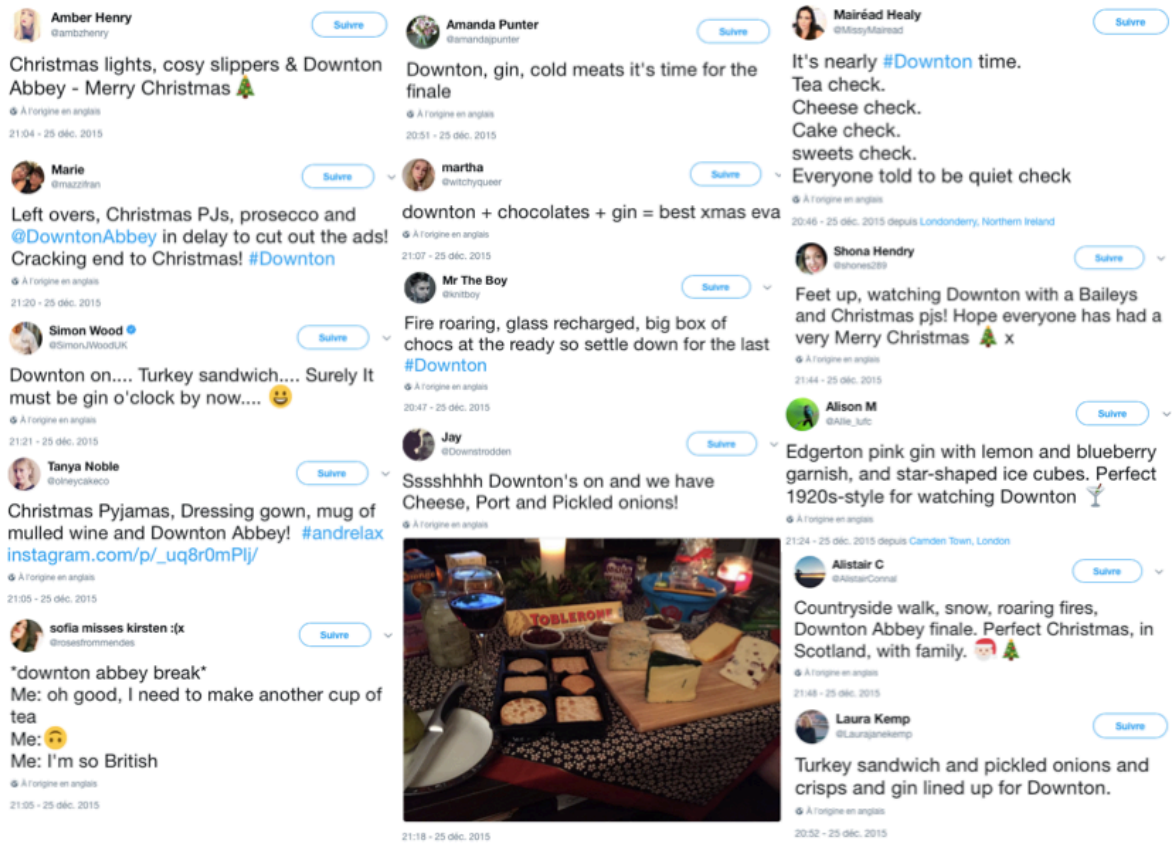 Amber Henry
@ambzhenry
Suivre
Christmas lights, cosy slippers & Downton
Abbey - Merry Christmas 🎄
À l'origine en anglais
21:04 - 25 déc. 2015
Marie
@mazzifran
Suivre
Left overs, Christmas PJs, prosecco and
@DowntonAbbey in delay to cut out the ads!
Cracking end to Christmas! #Downton
À l'origine en anglais
21:20 - 25 déc. 2015
Simon Wood
@SimonJWoodUK
Suivre
Downton on.... Turkey sandwich.... Surely It
must be gin o'clock by now.... 😀
À l'origine en anglais
21:21 - 25 déc. 2015
Tanya Noble
@olneycakeco
Suivre
Christmas Pyjamas, Dressing gown, mug of
mulled wine and Downton Abbey! #andrelax
instagram.com/p/_uq8r0mPlj/
À l'origine en anglais
21:05 - 25 déc. 2015
sofia misses kirsten :(x
@rosesfrommendes
Suivre
*downton abbey break*
Me: oh good, I need to make another cup of
tea
Me: 🙃
Me: I'm so British
À l'origine en anglais
21:05 - 25 déc. 2015
Amanda Punter
@amandajpunter
Suivre
Downton, gin, cold meats it's time for the
finale
À l'origine en anglais
20:51 - 25 déc. 2015
martha
@witchyqueer
Suivre
downton + chocolates + gin = best xmas eva
À l'origine en anglais
21:07 - 25 déc. 2015
Mr The Boy
@knitboy
Suivre
Fire roaring, glass recharged, big box of
chocs at the ready so settle down for the last
#Downton
À l'origine en anglais
20:47 - 25 déc. 2015
Jay
@Downstrodden
Suivre
Sssshhhh Downton's on and we have
Cheese, Port and Pickled onions!
À l'origine en anglais
TOBLERONE
21:18 - 25 déc. 2015
Mairéad Healy
@MissyMairead
Suivre
It's nearly #Downton time.
Tea check.
Cheese check.
Cake check.
sweets check.
Everyone told to be quiet check
À l'origine en anglais
20:46 - 25 déc. 2015 depuis Londonderry, Northern Ireland
Shona Hendry
@shones289
Suivre
Feet up, watching Downton with a Baileys
and Christmas pjs! Hope everyone has had a
very Merry Christmas 🎄 x
À l'origine en anglais
21:44 - 25 déc. 2015
Alison M
@Allie_lufc
Suivre
Edgerton pink gin with lemon and blueberry
garnish, and star-shaped ice cubes. Perfect
1920s-style for watching Downton 🍸
À l'origine en anglais
21:24 - 25 déc. 2015 depuis Camden Town, London
Alistair C
@AlistairConnal
Suivre
Countryside walk, snow, roaring fires,
Downton Abbey finale. Perfect Christmas, in
Scotland, with family. 🎅🎄
À l'origine en anglais
21:48 - 25 déc. 2015
Laura Kemp
@Laurajanekemp
Suivre
Turkey sandwich and pickled onions and
crisps and gin lined up for Downton.
À l'origine en anglais
20:52 - 25 déc. 2015